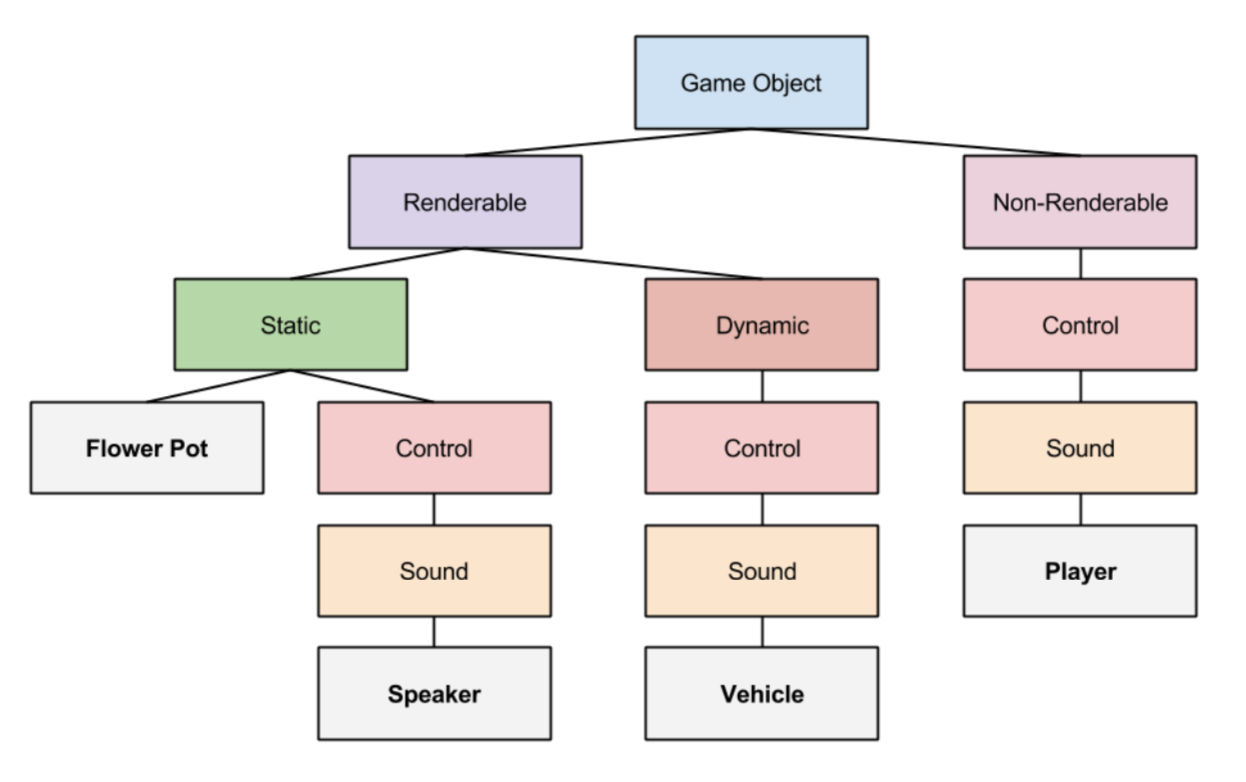 Game Object
Renderable
Non-Renderable
Static
Dynamic
Control
Flower Pot
Control
Control
Sound
Sound
Sound
Player
Speaker
Vehicle